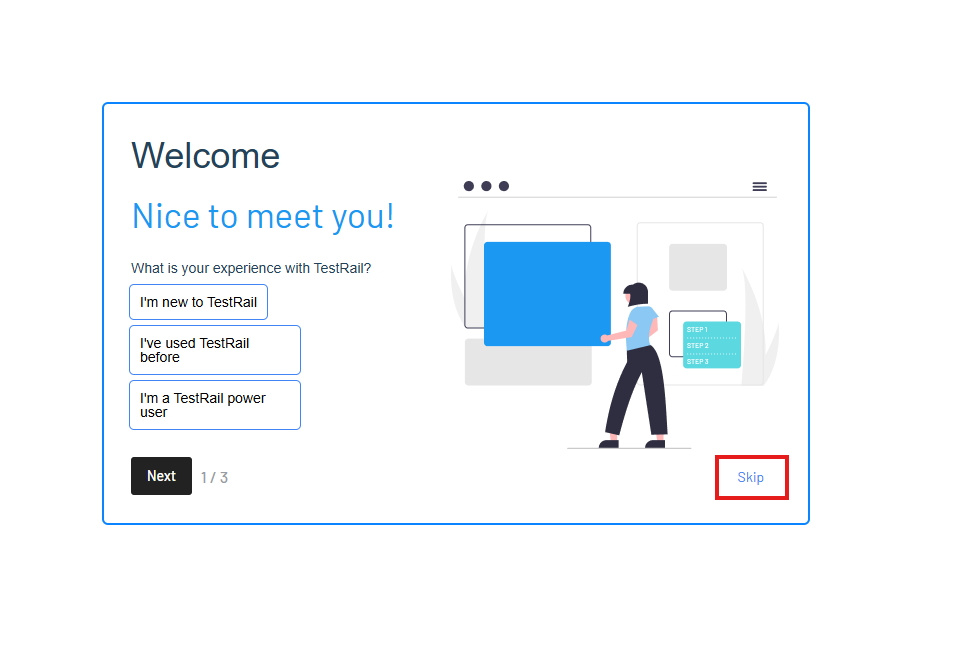 Welcome
Nice to meet you!
What is your experience with TestRail?
I'm new to TestRail
I've used TestRail
before
I'm a TestRail power
user
STEP 1
STEP 2
STEP 3
Next
1 / 3
Skip